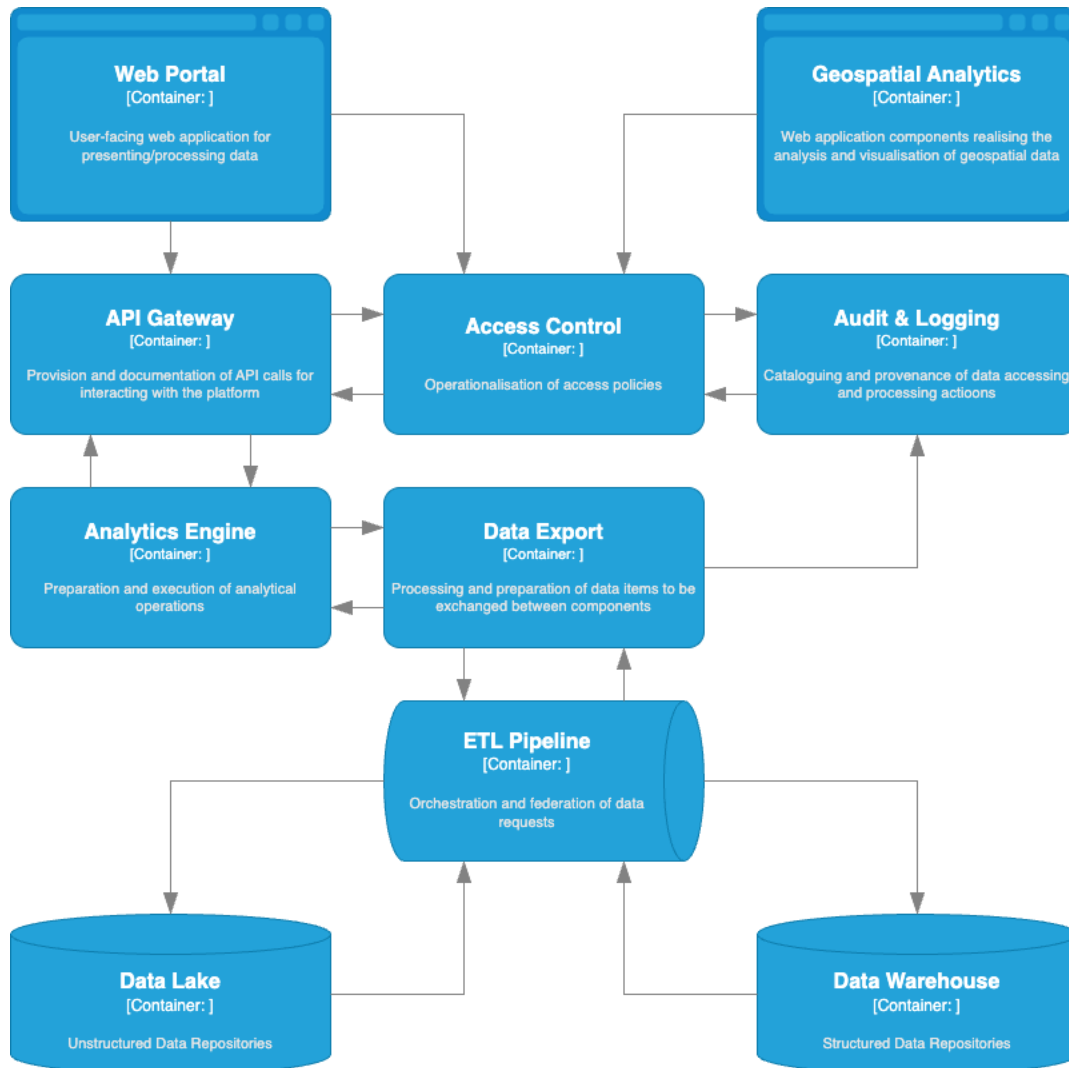 Web Portal
[Container: ]
User-facing web application for
presenting/processing data
Geospatial Analytics
[Container: ]
Web application components realising the
analysis and visualisation of geospatial data
API Gateway
[Container: ]
Provision and documentation of API calls for
interacting with the platform
Access Control
[Container: ]
Operationalisation of access policies
Audit & Logging
[Container: ]
Cataloguing and provenance of data accessing
and processing actioons
Analytics Engine
[Container: ]
Preparation and execution of analytical
operations
Data Export
[Container: ]
Processing and preparation of data items to be
exchanged between components
ETL Pipeline
[Container: ]
Orchestration and federation of data
requests
Data Lake
[Container: ]
Unstructured Data Repositories
Data Warehouse
[Container: ]
Structured Data Repositories